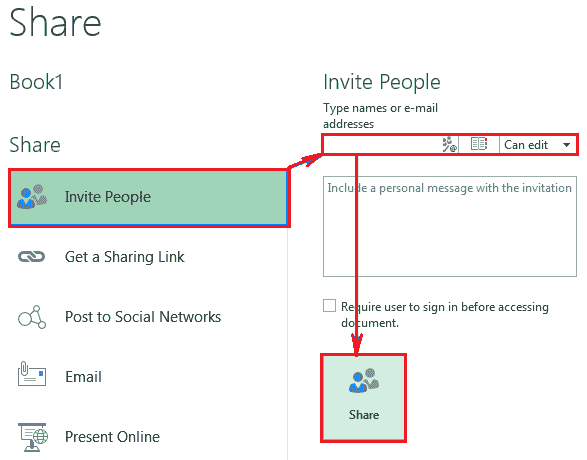 Share
Book1
Share
Invite People
Get a Sharing Link
Post to Social Networks
Email
Present Online
Invite People
Type names or e-mail
addresses
Can edit
Include a personal message with the invitation
Require user to sign in before accessing
document.
Share